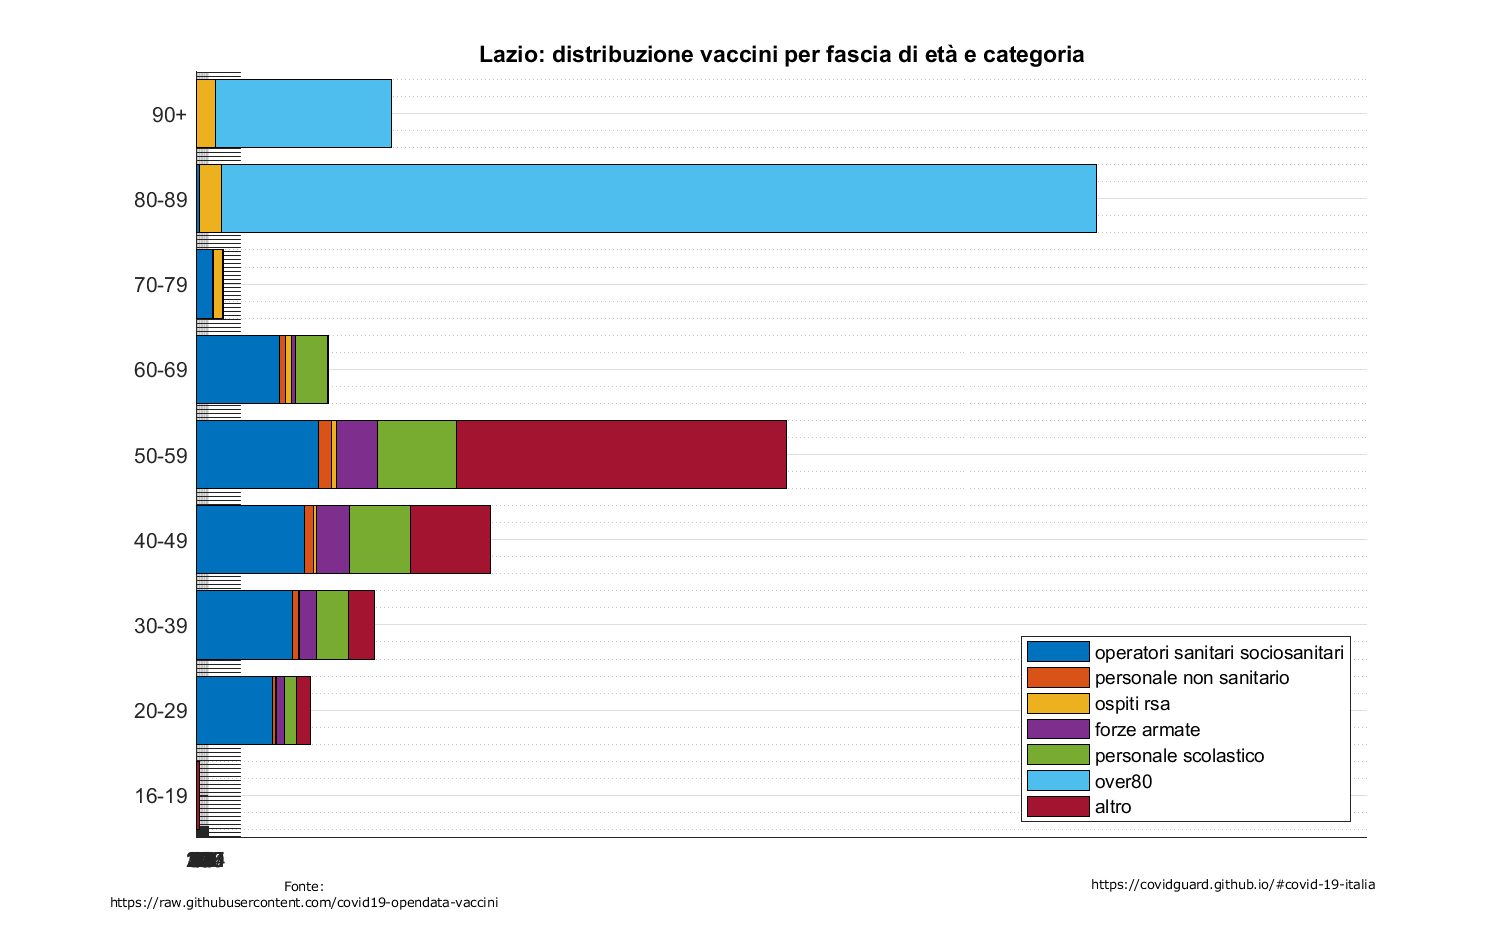 Lazio: distribuzione vaccini per fascia di età e categoria
90+
80-89
70-79
60-69
50-59
40-49
30-39
20-29
16-19
operatori sanitari sociosanitari
personale non sanitario
ospiti rsa
forze armate
personale scolastico
over80
altro
Fonte:
https://raw.githubusercontent.com/covid19-opendata-vaccini
https://covidguard.github.io/#covid-19-italia